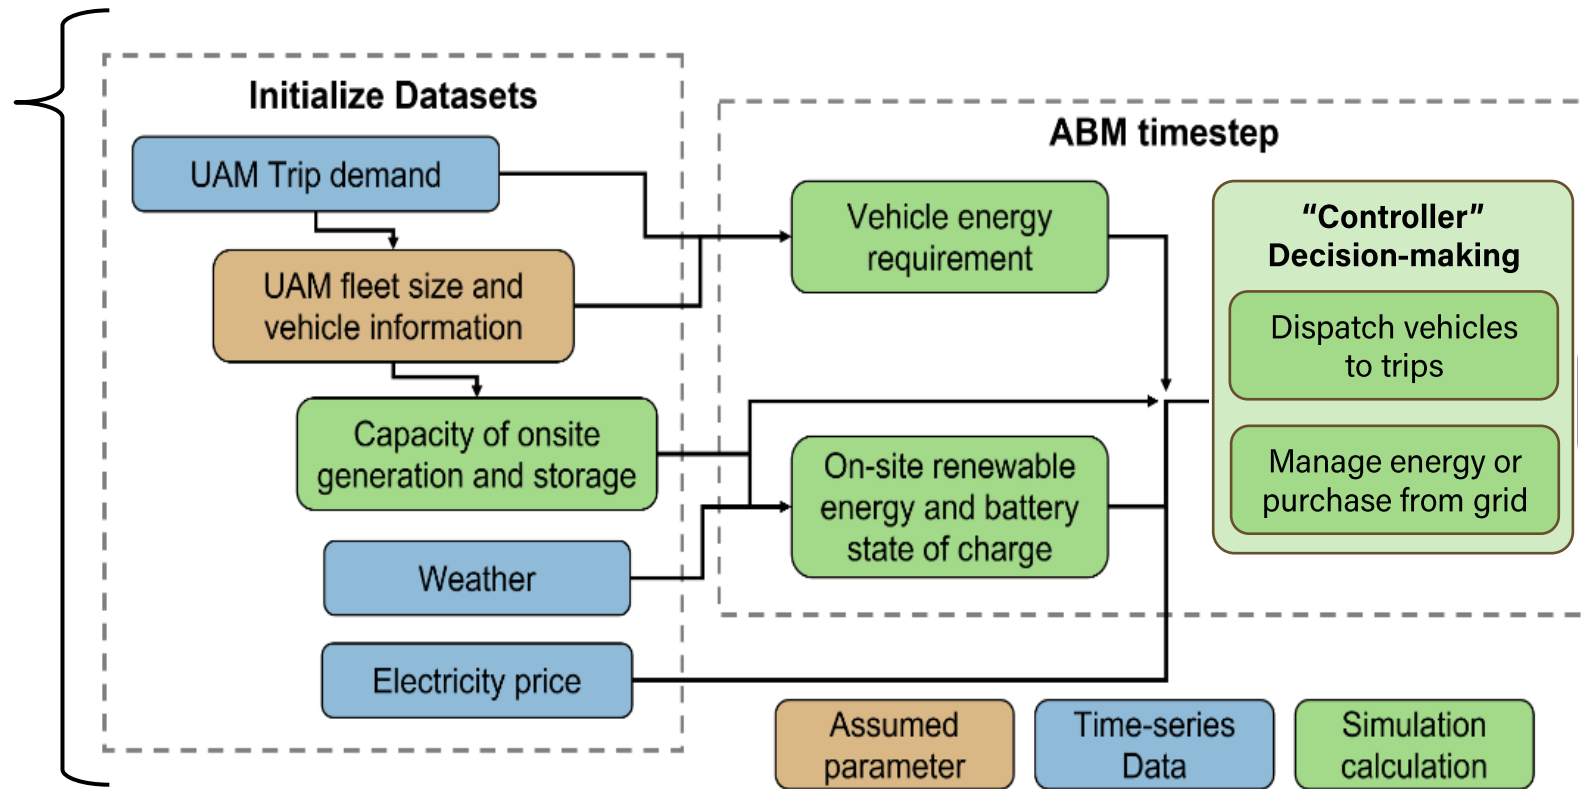 Initialize Datasets
UAM Trip demand
UAM fleet size and
vehicle information
Capacity of onsite
generation and storage
Weather
Electricity price
ABM timestep
Vehicle energy
requirement
On-site renewable
energy and battery
state of charge
“Controller”
Decision-making
Dispatch vehicles
to trips
Manage energy or
purchase from grid
Assumed
parameter
Time-series
Data
Simulation
calculation